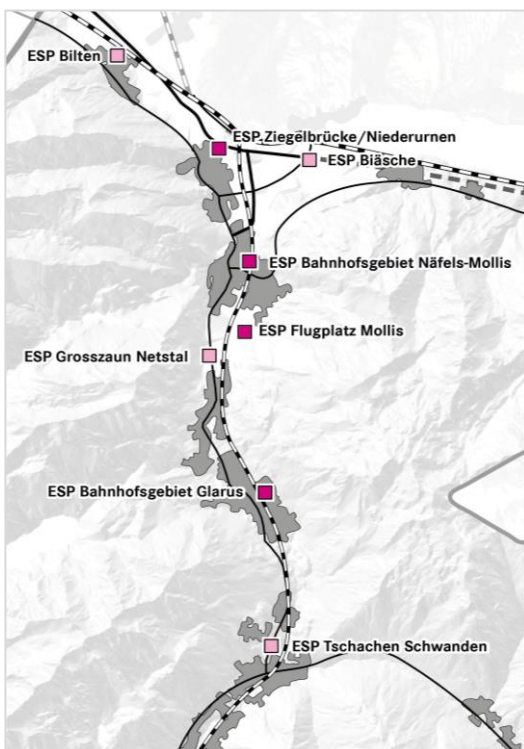 ESP Bilten
ESP Ziegelbrücke/Niederurnen
ESP Biäsche
ESP Bahnhofsgebiet Näfels-Mollis
ESP Flugplatz Mollis
ESP Grosszaun Netstal
ESP Bahnhofsgebiet Glarus
ESP Tschachen Schwanden